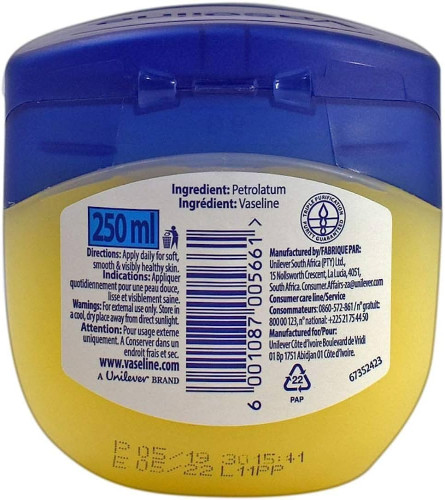 Vaseline
Ingredient: Petrolatum
Ingrédient: Vaseline
250 ml
Directions: Apply daily for soft,
smooth & visibly healthy skin.
Indications: Appliquer
quotidiennement pour
une peau douce,
lisse et visiblement saine.
Warnings: For external use only. Store in
a cool, dry place away from direct sunlight.
Attention: Pour usage externe
uniquement. A Conserver dans un
endroit frais et sec.
www.vaseline.com
A Unilever BRAND
6 001087 005661 >
TRIPLE PURIFICATION
PURITY GUARANTEED
Manufactured by/FABRIQUE PAR:
Unilever South Africa (PTY) Ltd.,
15 Nollsworth Crescent, La Lucia, 4051,
South Africa. Consumer.Affairs-za@unilever.com
Consumer care line/Service
Consommateurs: 0860-572-861 / n° gratuit:
800 00 123, n° national: +225 21 75 44 50
Manufactured for/Pour:
Unilever Côte d'Ivoire Boulevard de Vridi
01 Bp 1751 Abidjan 01 Côte d'Ivoire.
22
PAP
67352423
P 05/19 30 15:41
E 05/22 L11PP